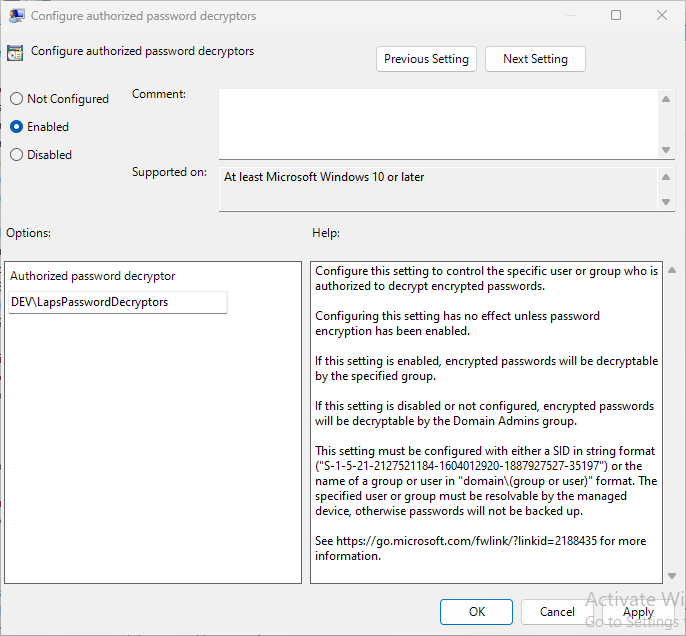 Configure authorized password decryptors
Configure authorized password decryptors
Previous Setting
Next Setting
Not Configured
Enabled
Disabled
Comment:
Supported on:
At least Microsoft Windows 10 or later
Options:
Help:
Authorized password decryptor
DEV\LapsPasswordDecryptors
Configure this setting to control the specific user or group who is
authorized to decrypt encrypted passwords.
Configuring this setting has no effect unless password
encryption has been enabled.
If this setting is enabled, encrypted passwords will be decryptable
by the specified group.
If this setting is disabled or not configured, encrypted passwords
will be decryptable by the Domain Admins group.
This setting must be configured with either a SID in string format
("S-1-5-21-2127521184-1604012920-1887927527-35197") or the
name of a group or user in "domain\(group or user)" format. The
specified user or group must be resolvable by the managed
device, otherwise passwords will not be backed up.
See https://go.microsoft.com/fwlink/?linkid=2188435 for more
information.
OK
Cancel
Apply
Activate Wi
Go to Settings